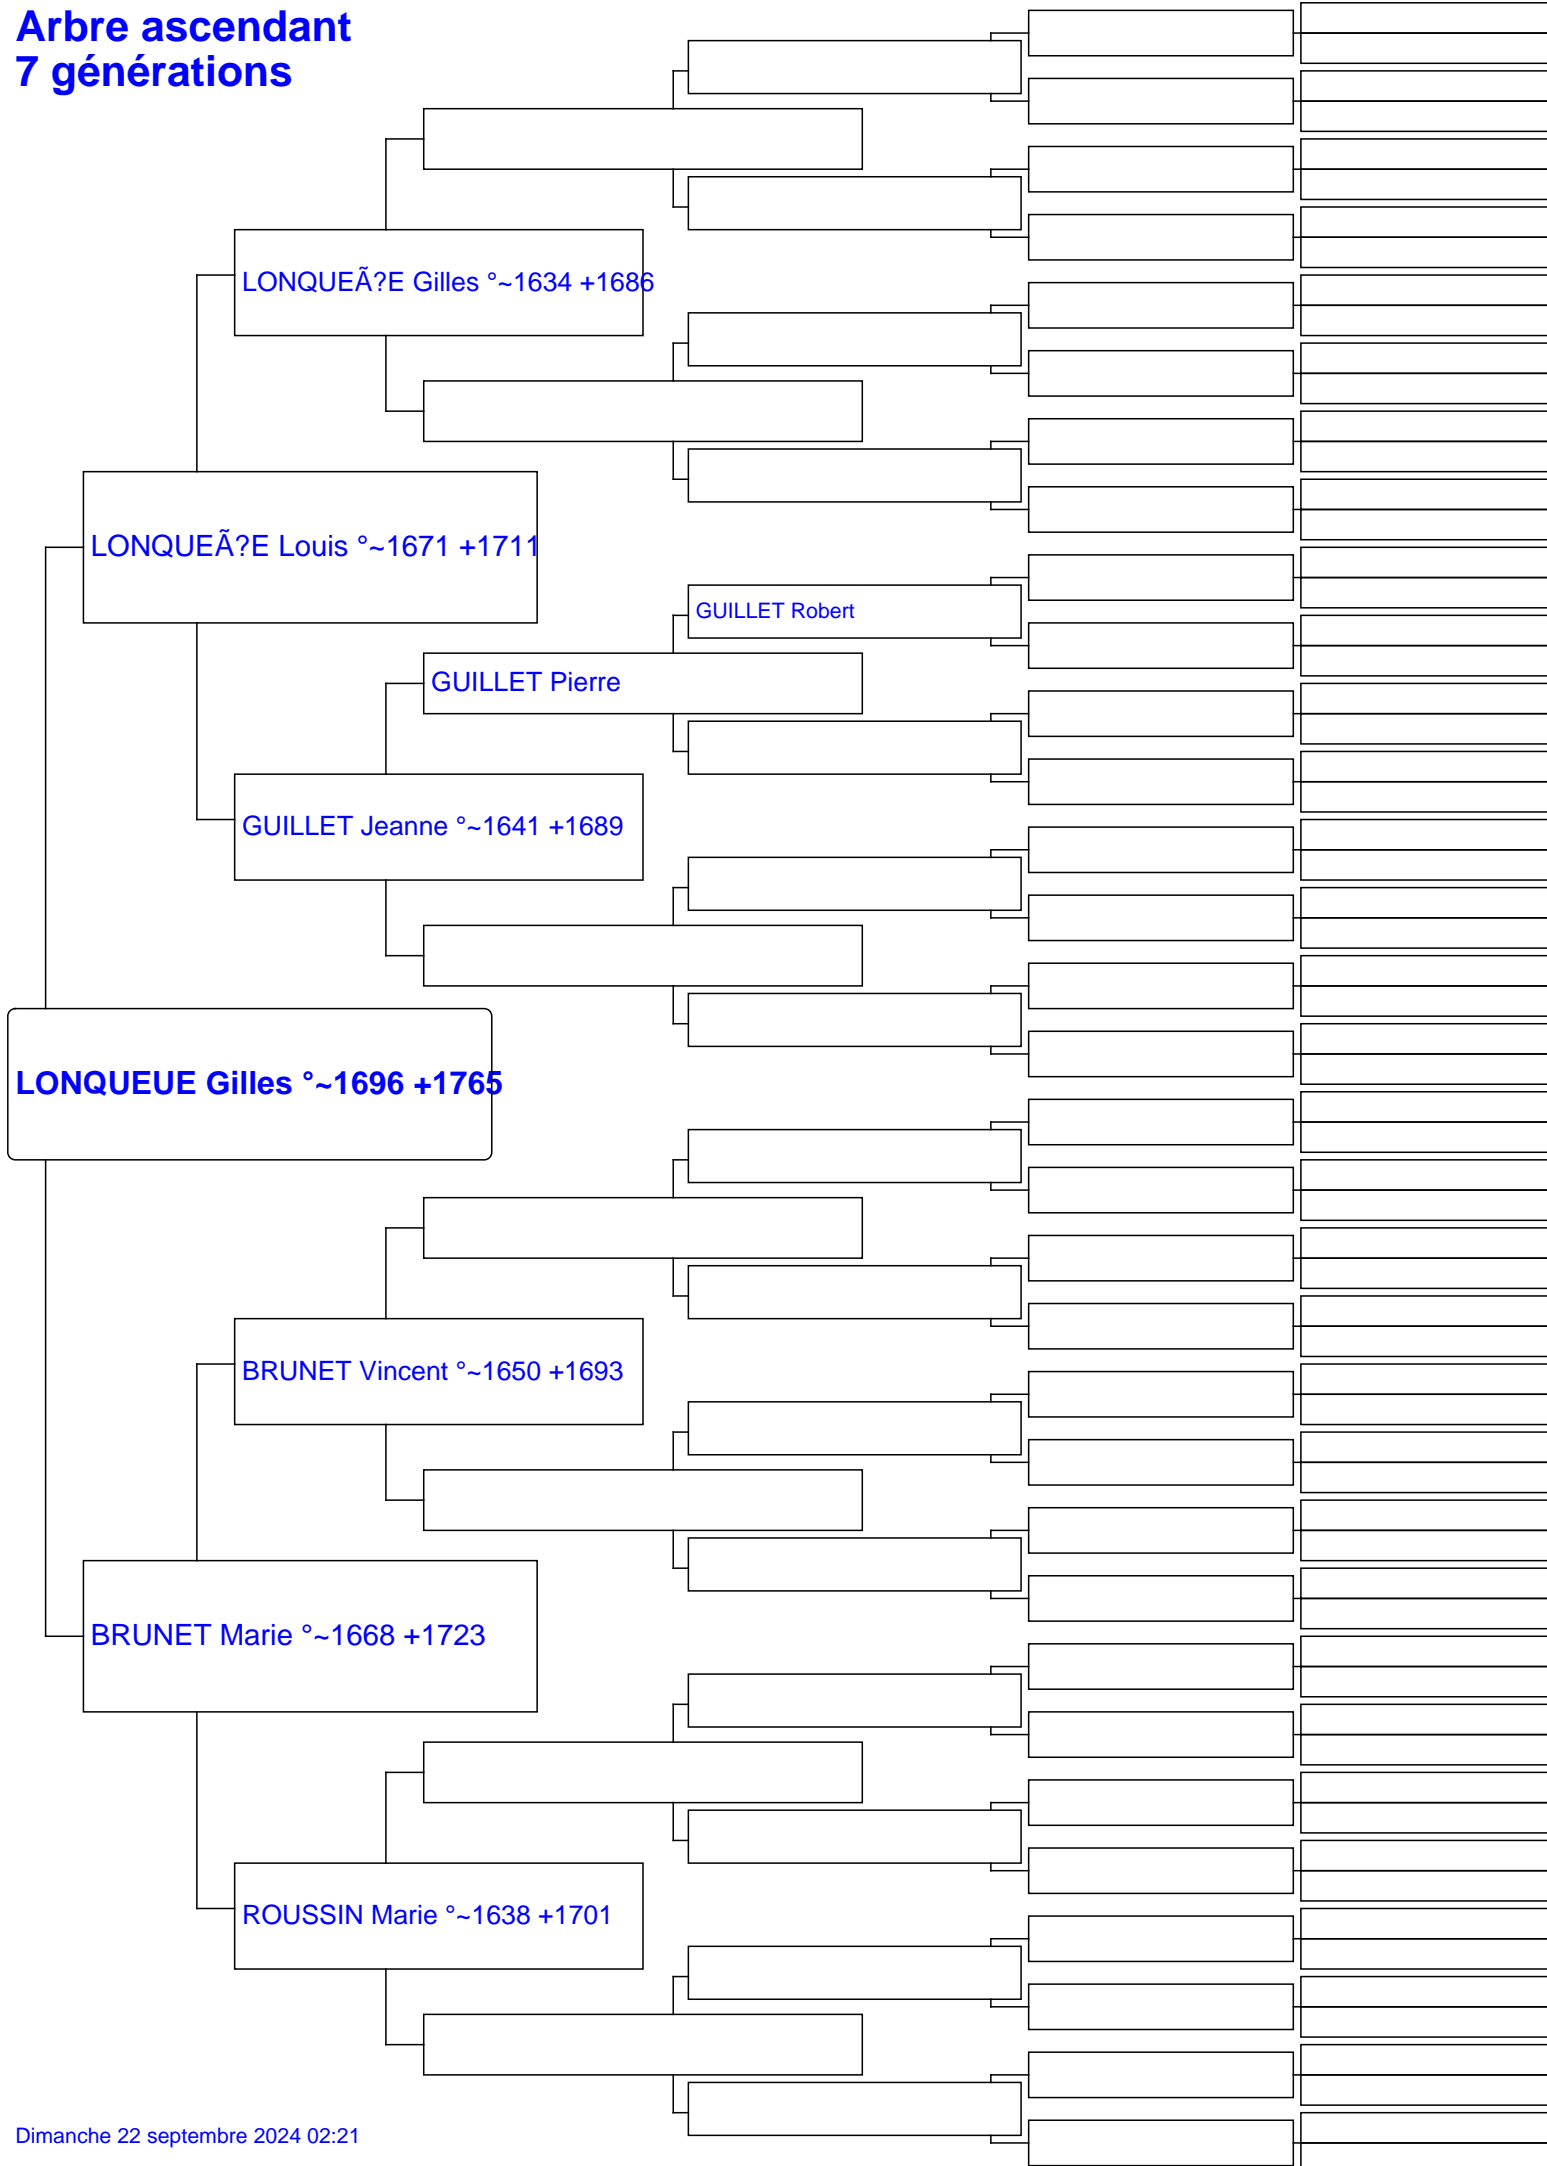 Arbre ascendant
7 générations
LONQUEÃ?E Gilles °~1634 +1686
LONQUEÃ?E Louis °~1671 +1711
GUILLET Robert
GUILLET Pierre
GUILLET Jeanne °~1641 +1689
LONQUEUE Gilles °~1696 +1765
BRUNET Vincent °~1650 +1693
BRUNET Marie °~1668 +1723
ROUSSIN Marie °~1638 +1701
Dimanche 22 septembre 2024 02:21